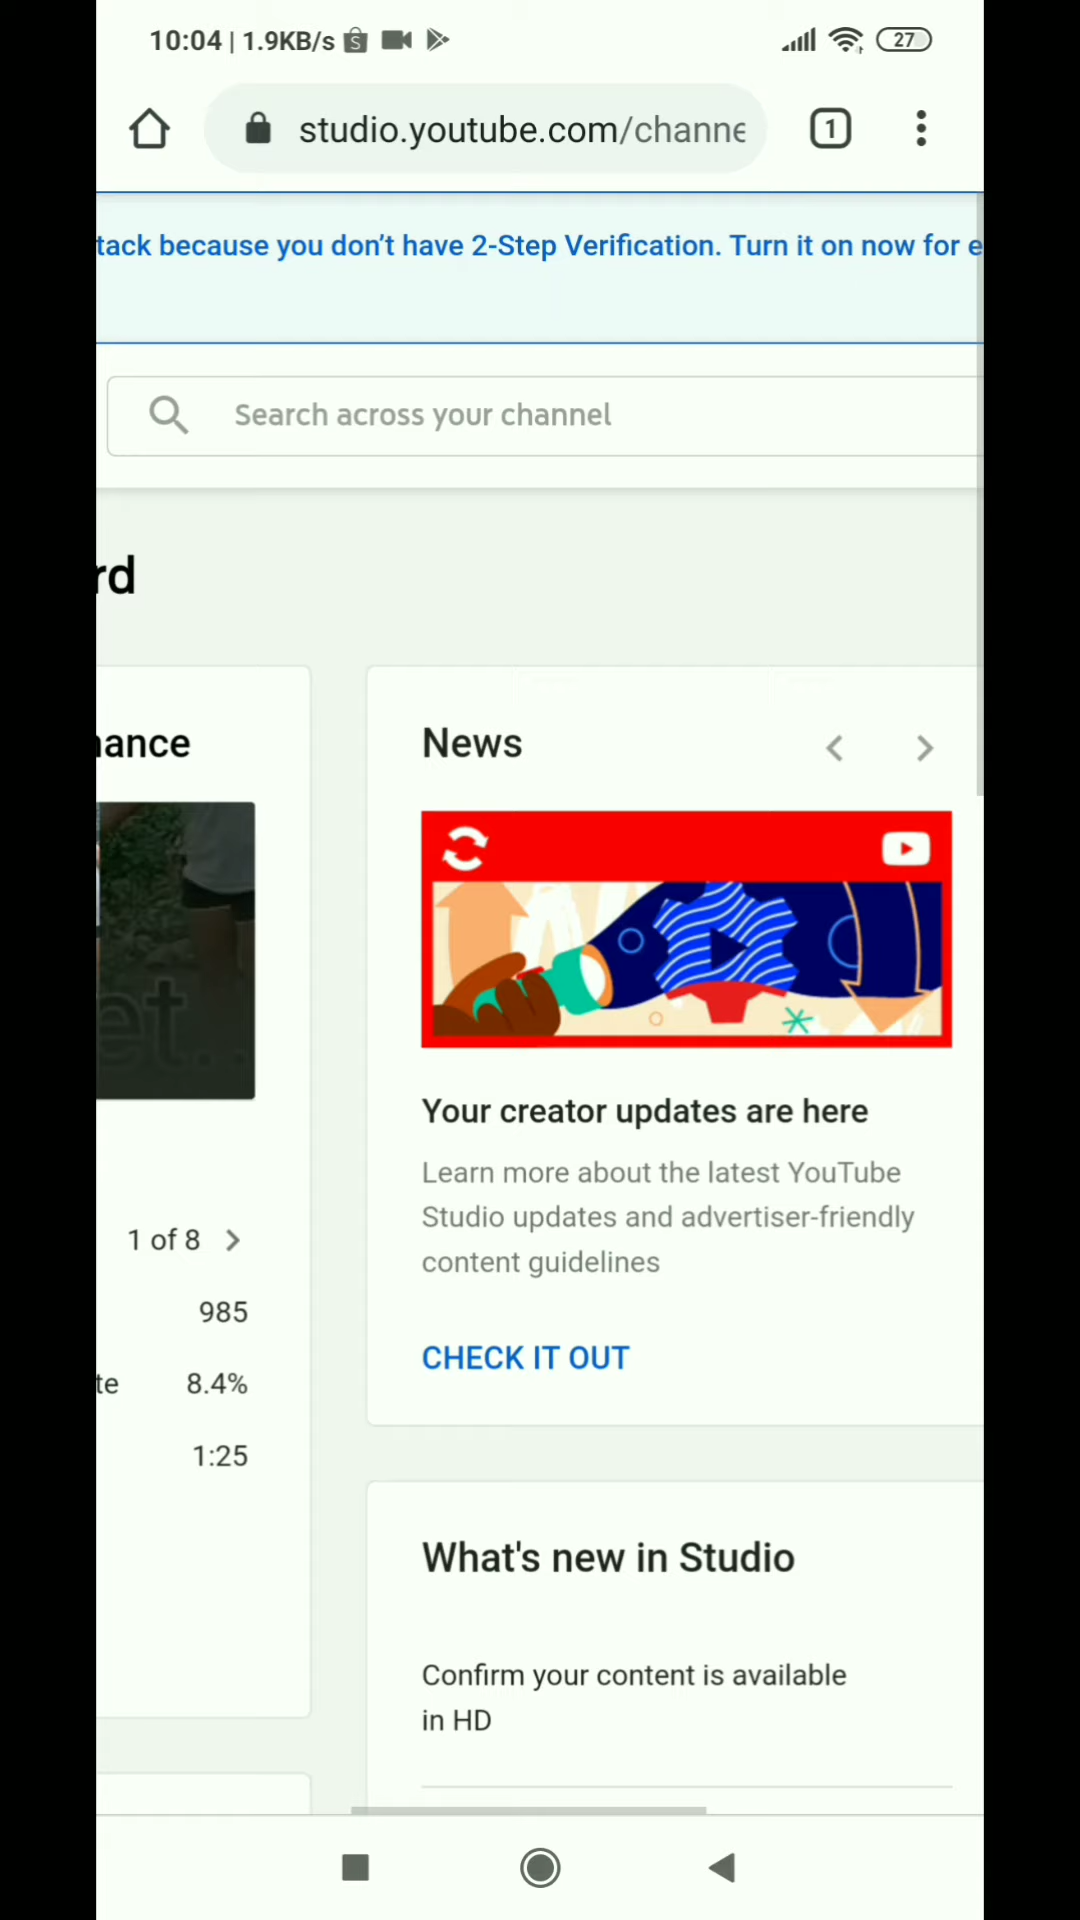 10:04 | 1.9KB/s
27
studio.youtube.com/channe
1
tack because you don't have 2-Step Verification. Turn it on now for e
Search across your channel
rd
nance
News
et..
Your creator updates are here
Learn more about the latest YouTube
Studio updates and advertiser-friendly
content guidelines
CHECK IT OUT
1 of 8
985
te 8.4%
1:25
What's new in Studio
Confirm your content is available
in HD